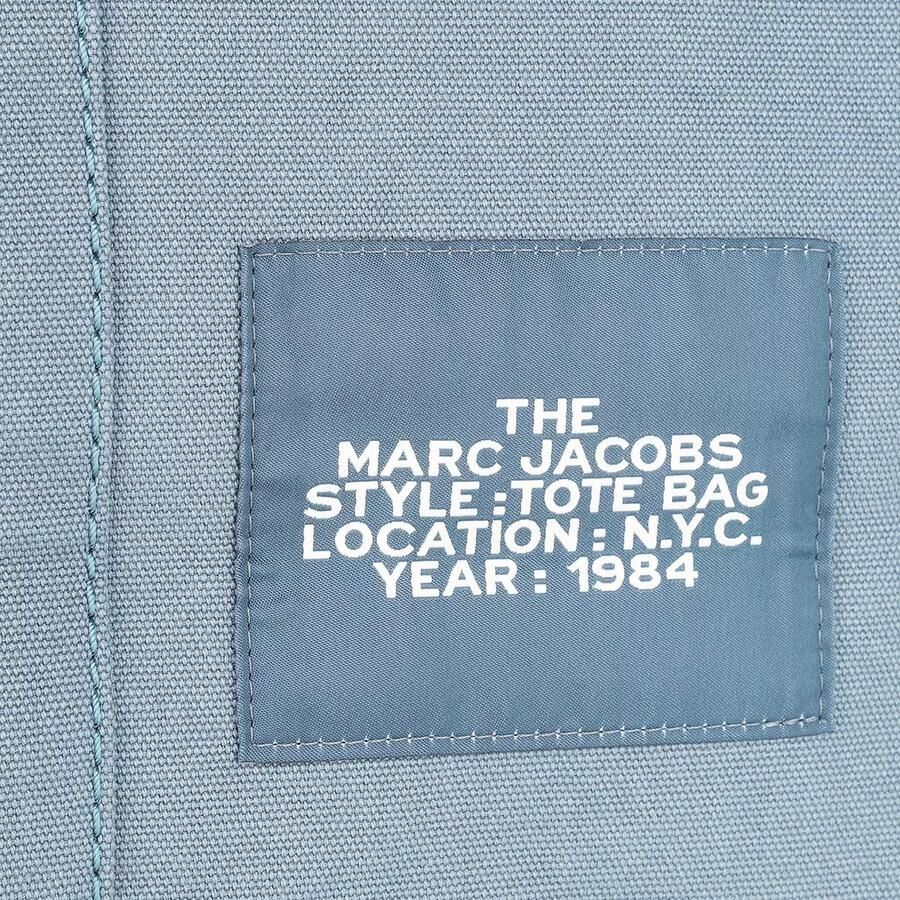 THE
MARC JACOBS
STYLE : TOTE BAG
LOCATION : N.Y.C.
YEAR : 1984